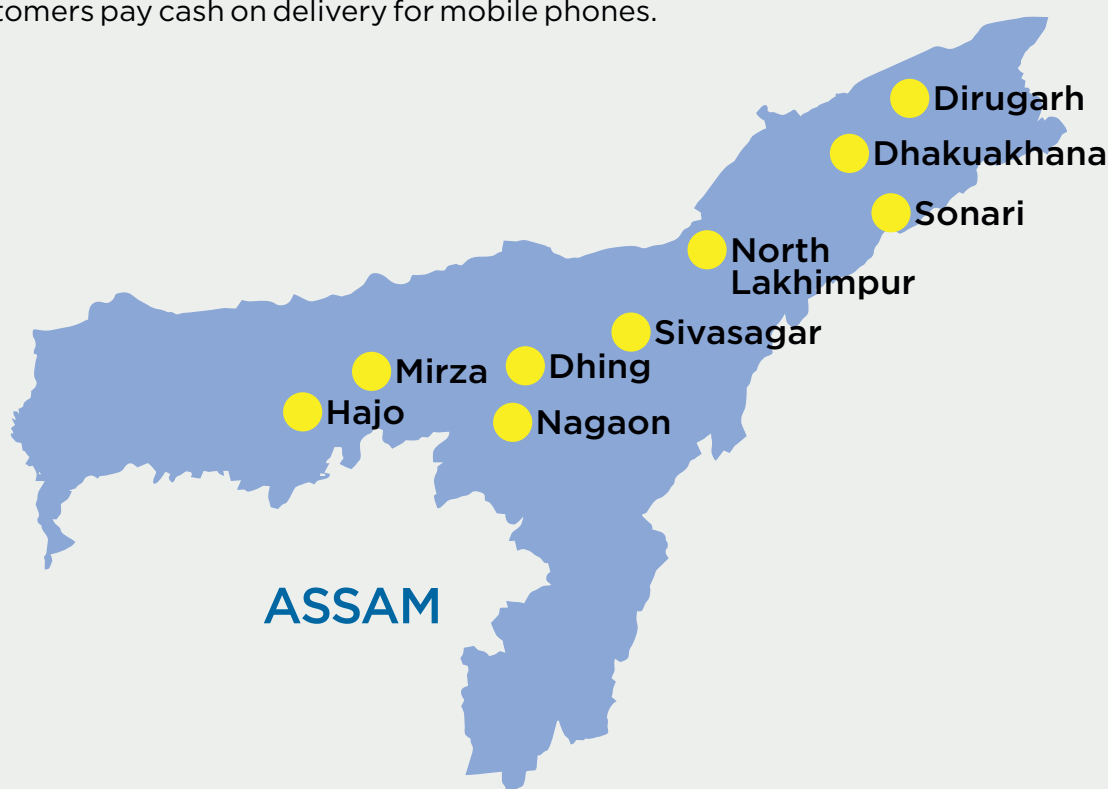 tomers pay cash on delivery for mobile phones.
Dirugarh
Dhakuakhana
Sonari
North
Lakhimpur
Sivasagar
Dhing
Mirza
Hajo
Nagaon
ASSAM